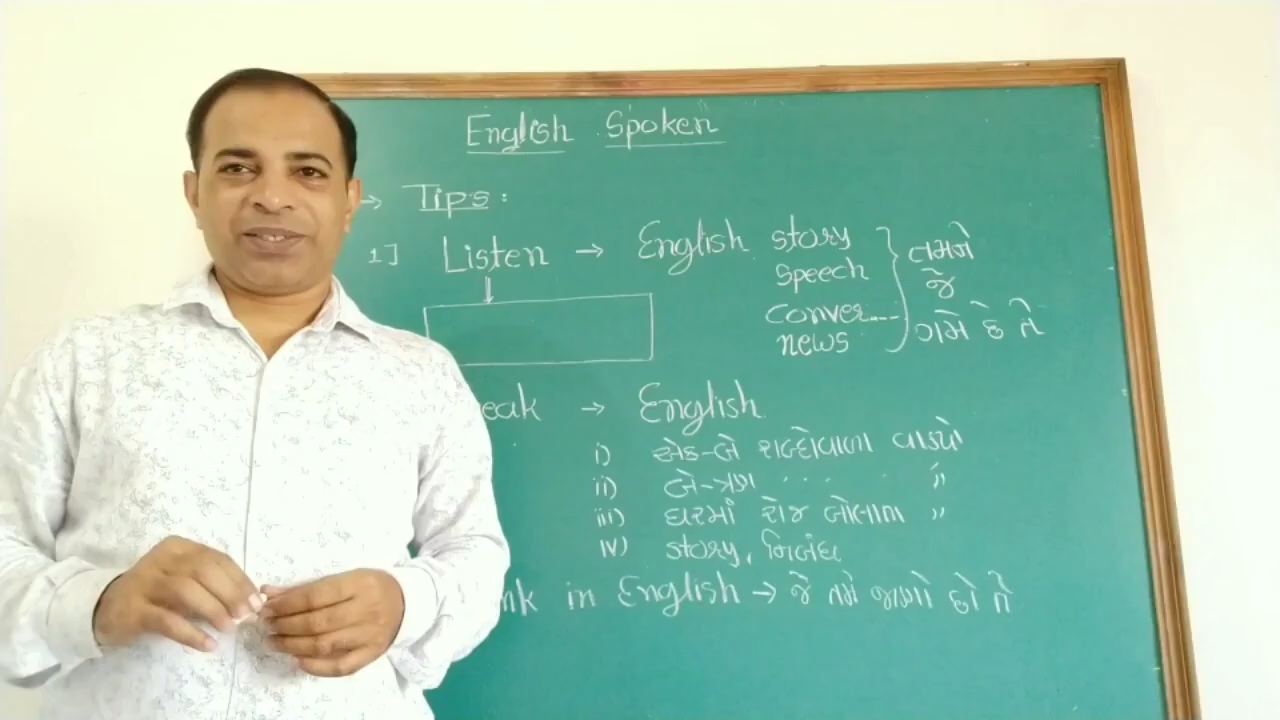 English Spoken
→ Tips :
1] Listen → English story
speech
conver....
news
તમને
જે
ગમે છે તે
eak → English
i) એક-બે શબ્દોવાળા વાક્યો
ii) બે-ત્રણ . . . . . "
iii) ઘરમાં રોજ બોલાતા "
iv) story, નિબંધ
nk in English → જે તમે જાણો છો તે